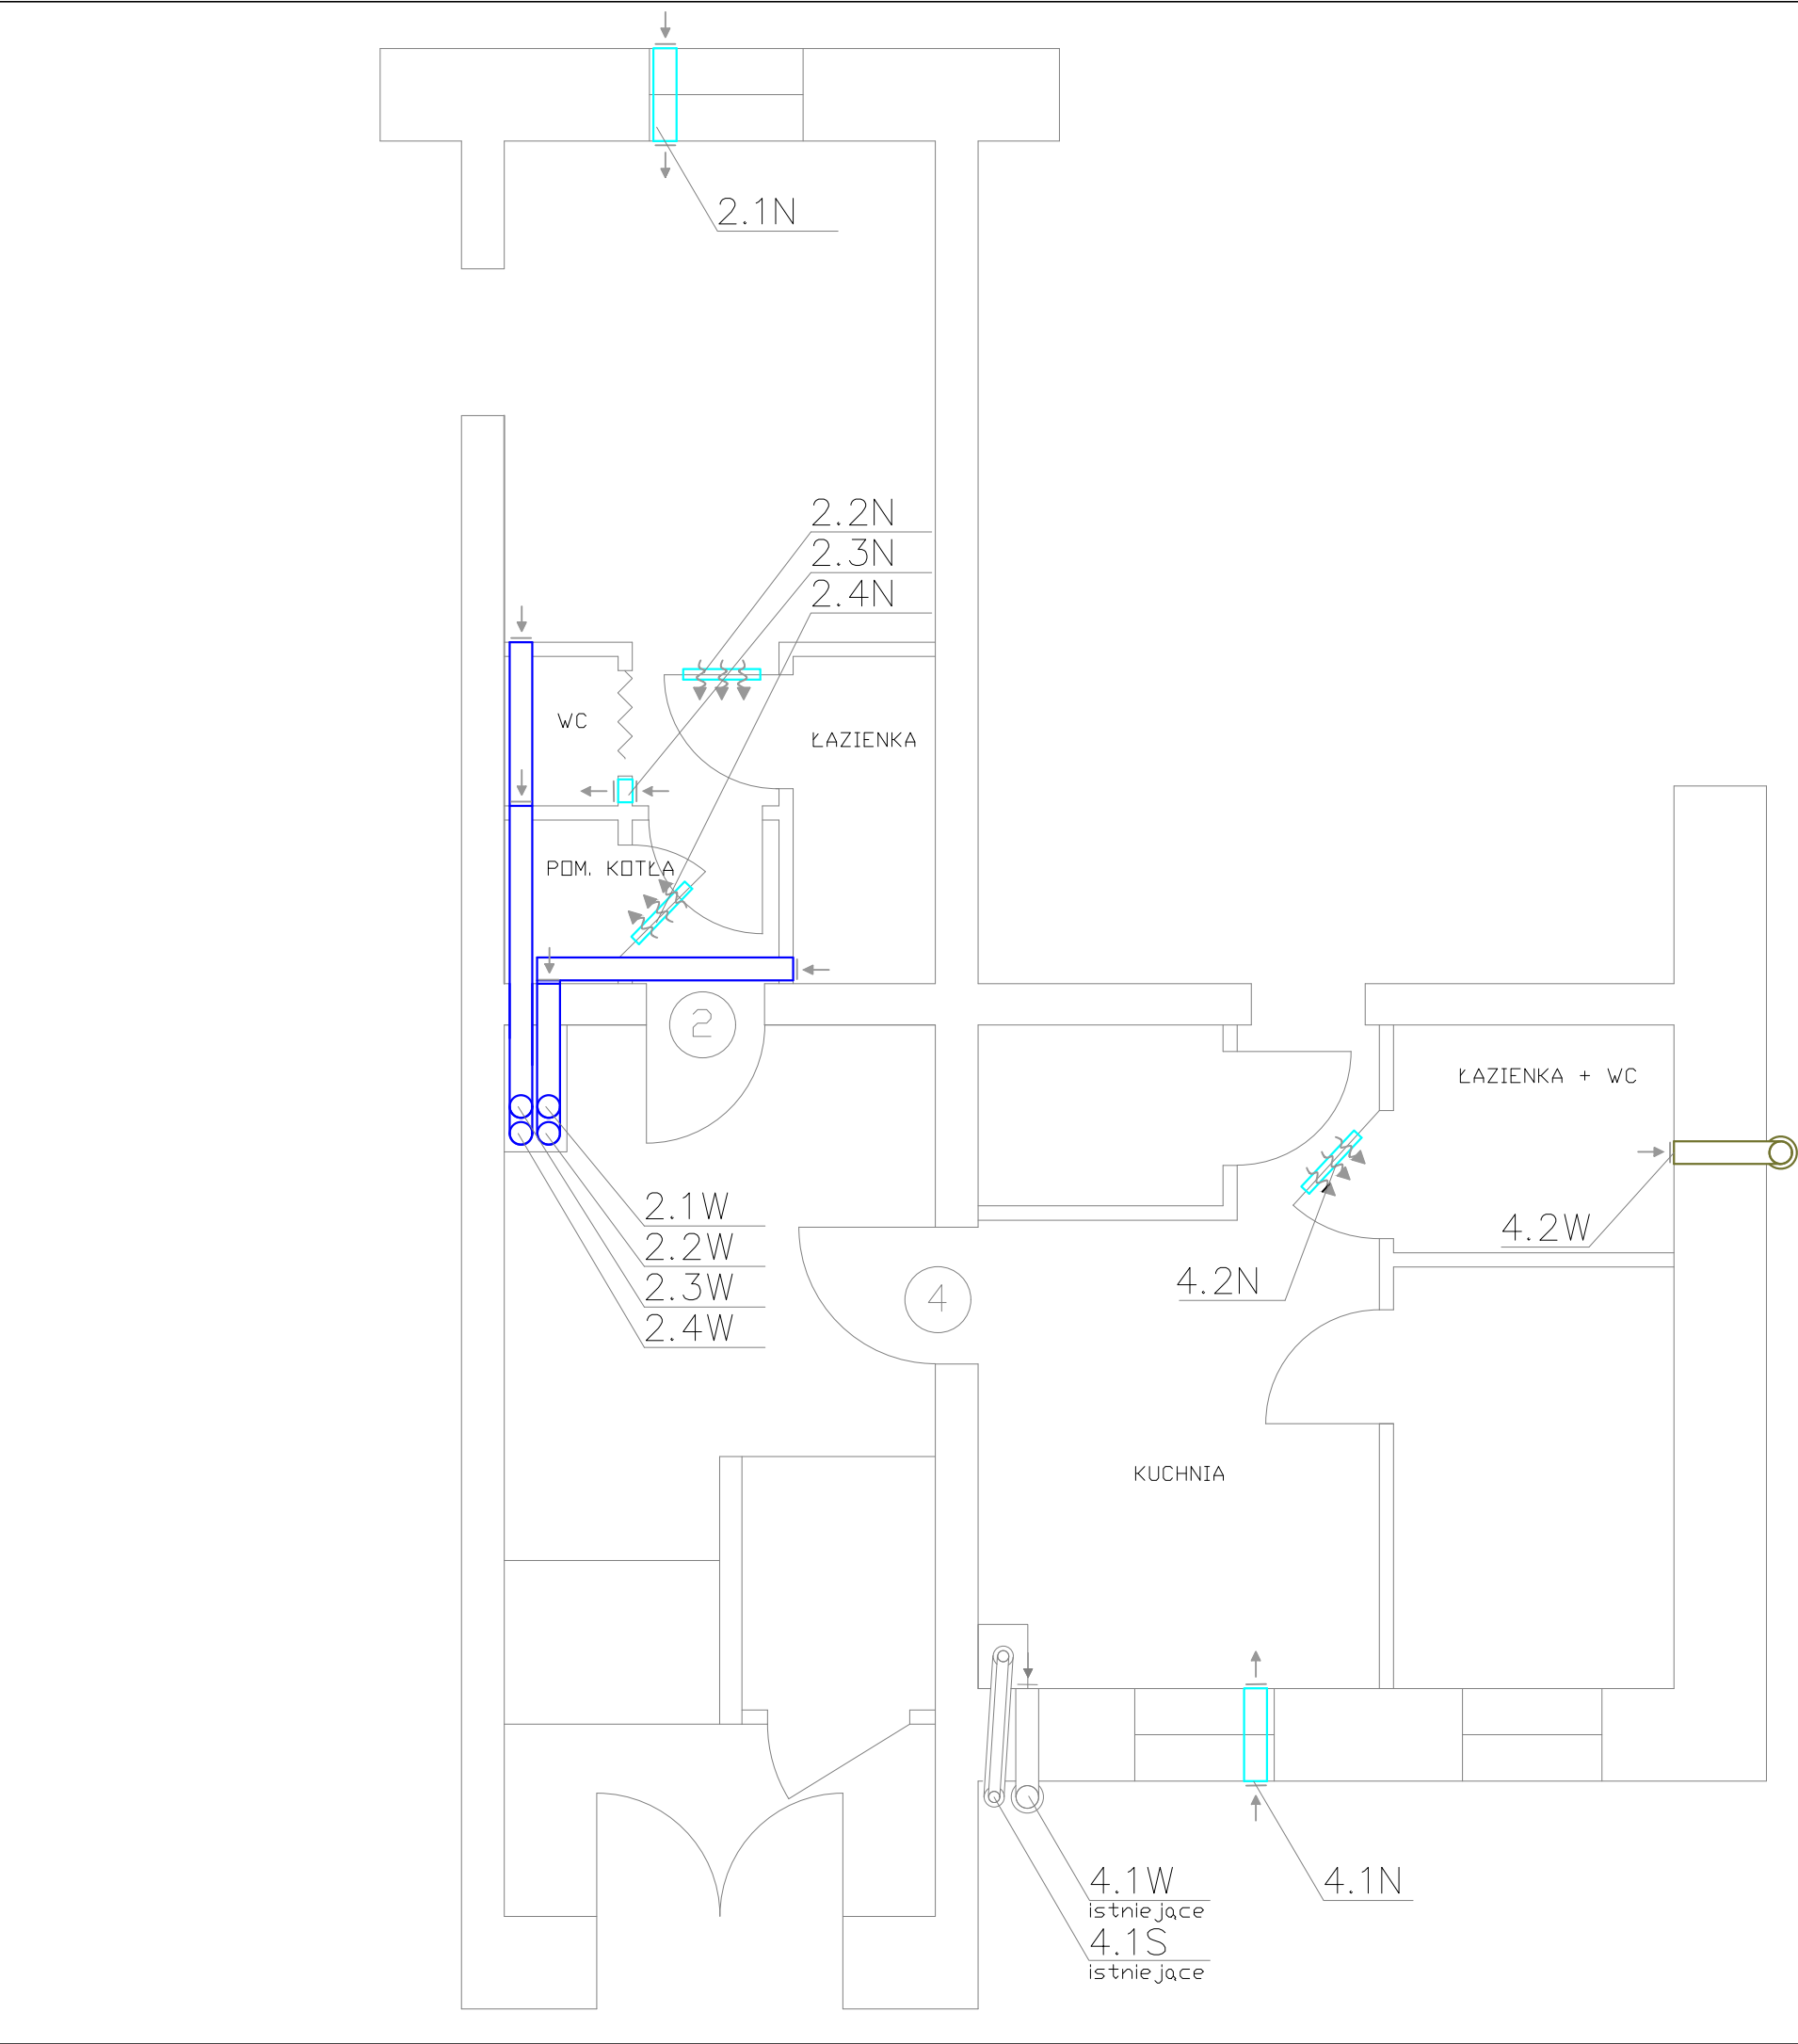 2.1N
2.2N
2.3N
2.4N
WC
ŁAZIENKA
POM. KOTŁA
2
ŁAZIENKA + WC
2.1W
2.2W
2.3W
2.4W
4.2W
4.2N
4
KUCHNIA
4.1W
istniejące
4.1S
istniejące
4.1N